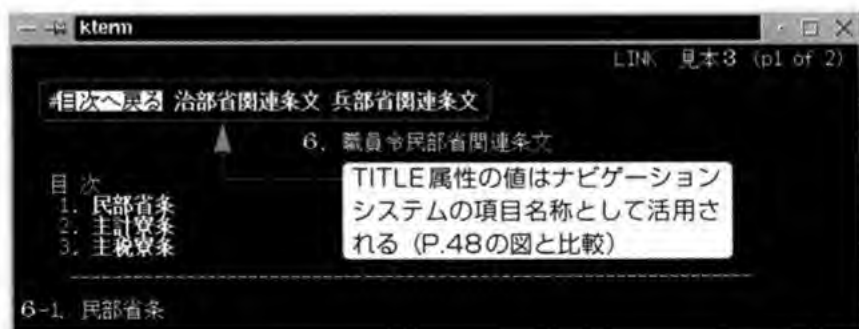 kterm
LINK 見本3 (p1 of 2)
#目次へ戻る 治部省関連条文 兵部省関連条文
6. 職員令民部省関連条文
TITLE属性の値はナビゲーション
システムの項目名称として活用さ
れる (P.48の図と比較)
目次
1. 民部省条
2. 主計寮条
3. 主税寮条
6-1. 民部省条